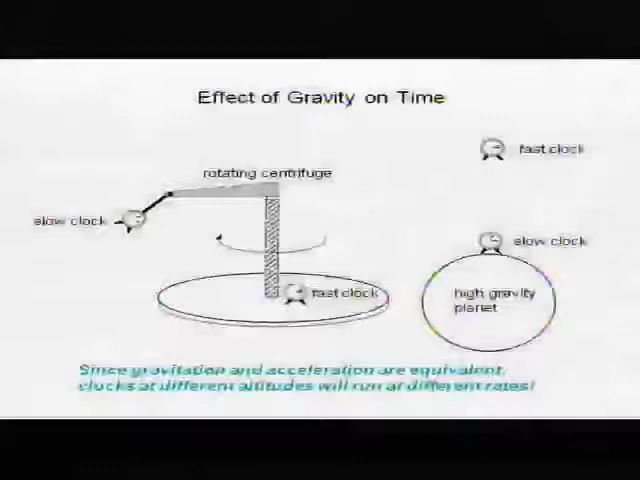 Effect of Gravity on Time
fast clock
rotating centrifuge
slow clock
slow clock
fast clock
high gravity
planet
Since gravitation and acceleration are equivalent,
clocks at different altitudes will run at different rates!